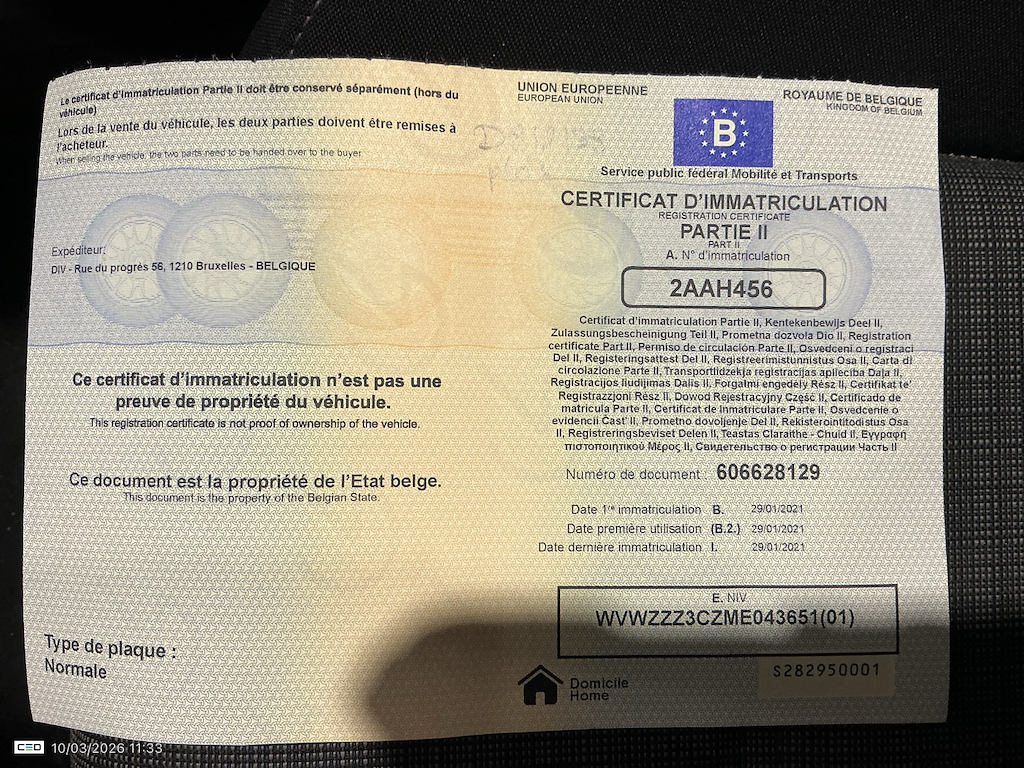 Le certificat d'immatriculation Partie II doit être conservé séparément (hors du
véhicule)
Lors de la vente du véhicule, les deux parties doivent être remises à
l'acheteur.
When selling the vehicle, the two parts need to be handed over to the buyer.
Expéditeur:
DIV - Rue du progrès 56, 1210 Bruxelles - BELGIQUE
Ce certificat d'immatriculation n'est pas une
preuve de propriété du véhicule.
This registration certificate is not proof of ownership of the vehicle.
Ce document est la propriété de l'Etat belge.
This document is the property of the Belgian State.
Type de plaque :
Normale
UNION EUROPEENNE
EUROPEAN UNION
B
ROYAUME DE BELGIQUE
KINGDOM OF BELGIUM
Service public fédéral Mobilité et Transports
CERTIFICAT D'IMMATRICULATION
REGISTRATION CERTIFICATE
PARTIE II
PART II
A. N° d'immatriculation
2AAH456
Certificat d'immatriculation Partie II, Kentekenbewijs Deel II,
Zulassungsbescheinigung Teil II, Prometna dozvola Dio II, Registration
certificate Part II, Permiso de circulación Parte II, Osvedceni o registraci
Del II, Registeringsattest Del II, Registreerimistunnistus Osa II, Carta di
circolazione Parte II, Transportlidzekja registracijas aplieciba Daja II,
Registracijos liudijimas Dalis II, Forgalmi engedély Rész II, Certifikat te'
Registrazzjoni Rész II, Dowod Rejestracyjny Część II, Certificado de
matricula Parte II, Certificat de Inmatriculare Parte II, Osvedcenie o
evidencii Čast' II, Prometno dovoljenje Del II, Rekisterointitodistus Osa
II, Registreringsbeviset Delen II, Teastas Claraithe - Chuid II, Εγγραφή
πιστοποιητικού Μέρος II, Свидетельство о регистрации Часть II
Numéro de document : 606628129
Date 1re immatriculation B. 29/01/2021
Date première utilisation (B.2.) 29/01/2021
Date dernière immatriculation I. 29/01/2021
E. NIV
WVWZZZ3CZME043651(01)
Domicile
Home
S282950001
CEO 10/03/2026 11:33